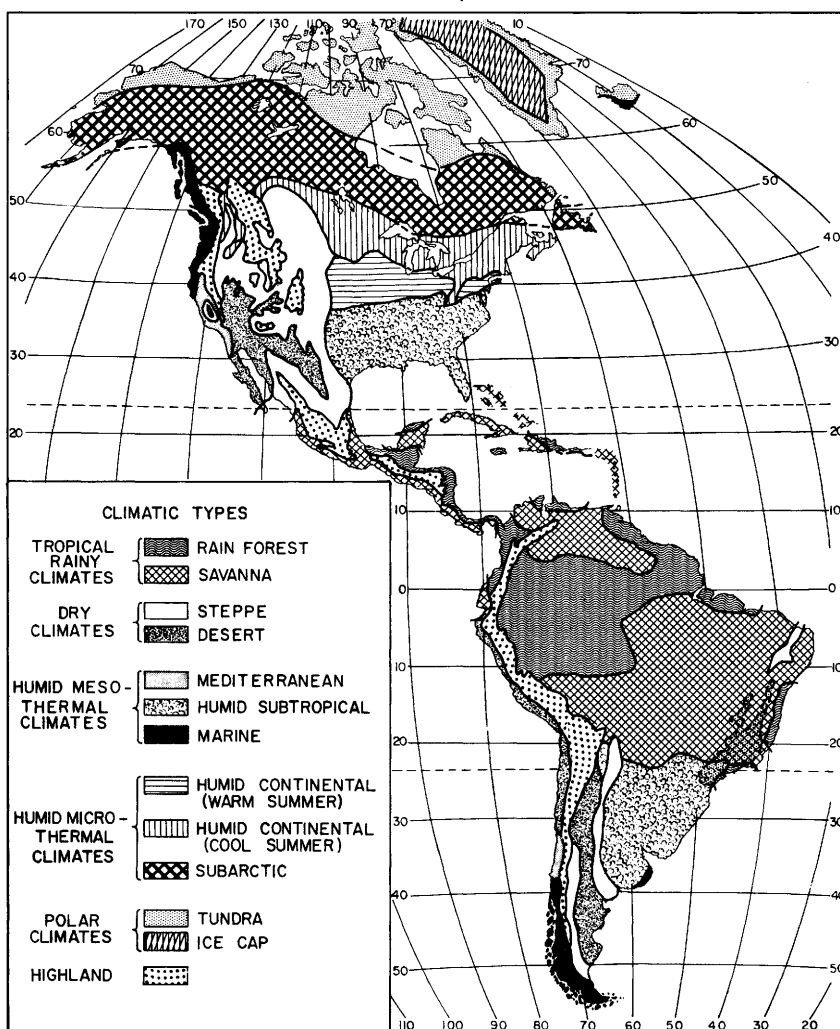 170 150 130 110 90 70 10
70
70
60
60
50
50
40
40
30
30
20
20
10
10
0
0
10
10
20
20
30
30
40
40
50
50
110 100 90 80 70 60 50 40 30 20
CLIMATIC TYPES
TROPICAL
RAINY
CLIMATES
RAIN FOREST
SAVANNA
DRY
CLIMATES
STEPPE
DESERT
HUMID MESO-
THERMAL
CLIMATES
MEDITERRANEAN
HUMID SUBTROPICAL
MARINE
HUMID MICRO-
THERMAL
CLIMATES
HUMID CONTINENTAL
(WARM SUMMER)
HUMID CONTINENTAL
(COOL SUMMER)
SUBARCTIC
POLAR
CLIMATES
TUNDRA
ICE CAP
HIGHLAND